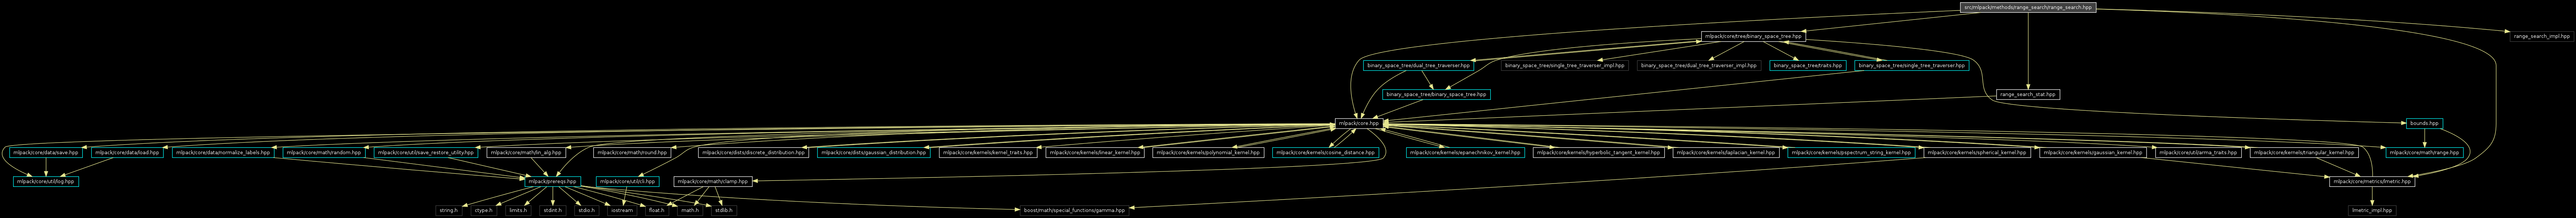 src/mlpack/methods/range_search/range_search.hpp
mlpack/core/tree/binary_space_tree.hpp
range_search_impl.hpp
binary_space_tree/dual_tree_traverser.hpp
binary_space_tree/single_tree_traverser_impl.hpp
binary_space_tree/dual_tree_traverser_impl.hpp
binary_space_tree/traits.hpp
binary_space_tree/single_tree_traverser.hpp
binary_space_tree/binary_space_tree.hpp
range_search_stat.hpp
mlpack/core.hpp
bounds.hpp
mlpack/core/data/save.hpp
mlpack/core/data/load.hpp
mlpack/core/data/normalize_labels.hpp
mlpack/core/math/random.hpp
mlpack/core/util/save_restore_utility.hpp
mlpack/core/math/lin_alg.hpp
mlpack/core/math/round.hpp
mlpack/core/dists/discrete_distribution.hpp
mlpack/core/dists/gaussian_distribution.hpp
mlpack/core/kernels/kernel_traits.hpp
mlpack/core/kernels/linear_kernel.hpp
mlpack/core/kernels/polynomial_kernel.hpp
mlpack/core/kernels/cosine_distance.hpp
mlpack/core/kernels/epanechnikov_kernel.hpp
mlpack/core/kernels/hyperbolic_tangent_kernel.hpp
mlpack/core/kernels/laplacian_kernel.hpp
mlpack/core/kernels/pspectrum_string_kernel.hpp
mlpack/core/kernels/spherical_kernel.hpp
mlpack/core/kernels/gaussian_kernel.hpp
mlpack/core/util/arma_traits.hpp
mlpack/core/kernels/triangular_kernel.hpp
mlpack/core/math/range.hpp
mlpack/core/util/log.hpp
mlpack/prereqs.hpp
mlpack/core/util/cli.hpp
mlpack/core/math/clamp.hpp
mlpack/core/metrics/lmetric.hpp
string.h
ctype.h
limits.h
stdint.h
stdio.h
iostream
float.h
math.h
stdlib.h
boost/math/special_functions/gamma.hpp
lmetric_impl.hpp